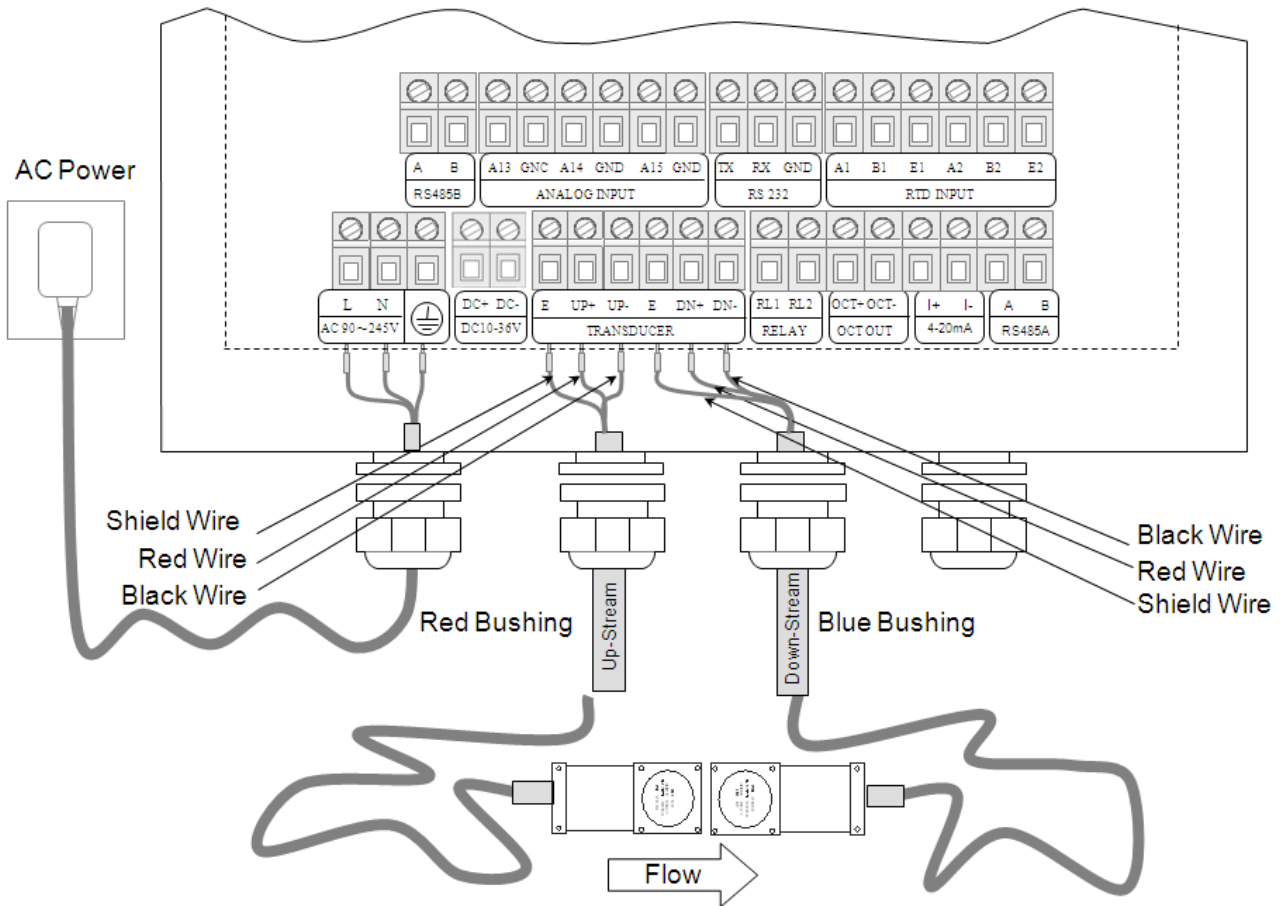 A B A13 GNC A14 GND A15 GND TX RX GND A1 B1 E1 A2 B2 E2
RS485B ANALOG INPUT RS 232 RTD INPUT
AC Power
L N DC+ DC- E UP+ UP- E DN+ DN- RL1 RL2 OCT+ OCT- I+ I- A B
AC 90～245V DC10-36V TRANSDUCER RELAY OCT OUT 4-20mA RS485A
Shield Wire
Red Wire
Black Wire
Black Wire
Red Wire
Shield Wire
Red Bushing
Up-Stream
Down-Stream
Blue Bushing
Flow